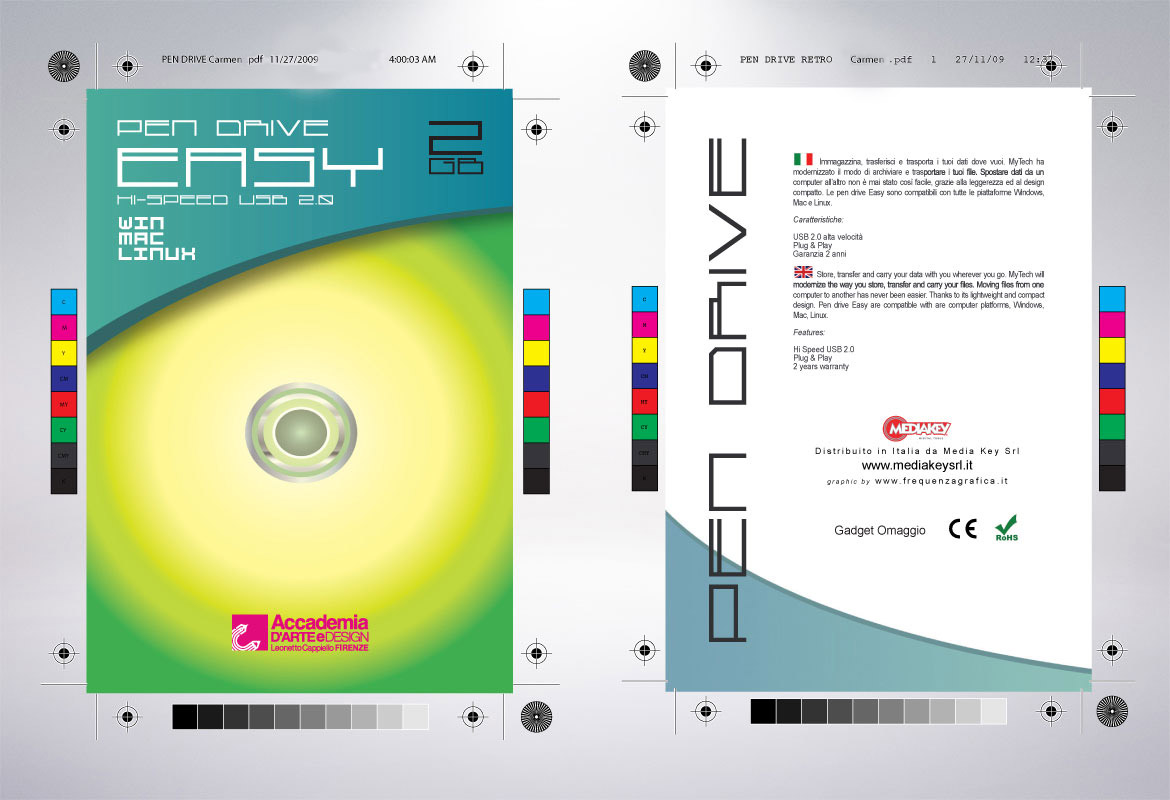 PEN DRIVE Carmen .pdf 11/27/2009 4:00:03 AM
PEN DRIVE
EASY
HI-SPEED USB 2.0
WIN
MAC
LINUX
2
GB
C
M
Y
CM
MY
CY
CMY
K
Accademia
D'ARTE e DESIGN
Leonetto Cappiello FIRENZE
PEN DRIVE RETRO Carmen .pdf 1 27/11/09
PEN DRIVE
Immagazzina, trasferisci e trasporta i tuoi dati dove vuoi. MyTech ha
modernizzato il modo di archiviare e trasportare i tuoi file. Spostare dati da un
computer all'altro non è mai stato così facile, grazie alla leggerezza ed al design
compatto. Le pen drive Easy sono compatibili con tutte le piattaforme Windows,
Mac e Linux.
Caratteristiche:
USB 2.0 alta velocità
Plug & Play
Garanzia 2 anni
Store, transfer and carry your data with you wherever you go. MyTech will
modernize the way you store, transfer and carry your files. Moving files from one
computer to another has never been easier. Thanks to its lightweight and compact
design. Pen drive Easy are compatible with are computer platforms, Windows,
Mac, Linux.
Features:
Hi Speed USB 2.0
Plug & Play
2 years warranty
MEDIAKEY
DIGITAL TOOLS
Distribuito in Italia da Media Key Srl
www.mediakeysrl.it
graphic by www.frequenzagrafica.it
Gadget Omaggio
CE
RoHS